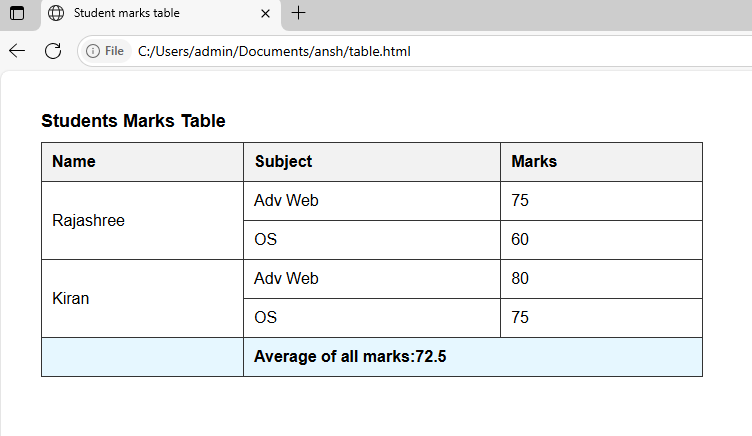 Student marks table
File C:/Users/admin/Documents/ansh/table.html
Students Marks Table
Name Subject Marks
Rajashree Adv Web 75
OS 60
Kiran Adv Web 80
OS 75
Average of all marks:72.5